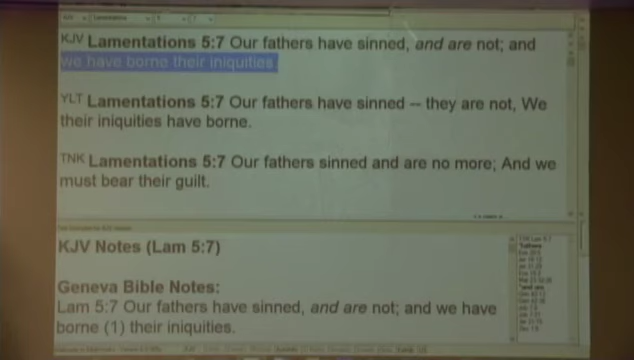 KJV Lamentations 5:7 Our fathers have sinned, and are not; and
we have borne their iniquities.
YLT Lamentations 5:7 Our fathers have sinned -- they are not, We
their iniquities have borne.
TNK Lamentations 5:7 Our fathers sinned and are no more; And we
must bear their guilt.
KJV Notes (Lam 5:7)
Geneva Bible Notes:
Lam 5:7 Our fathers have sinned, and are not; and we have
borne (1) their iniquities.